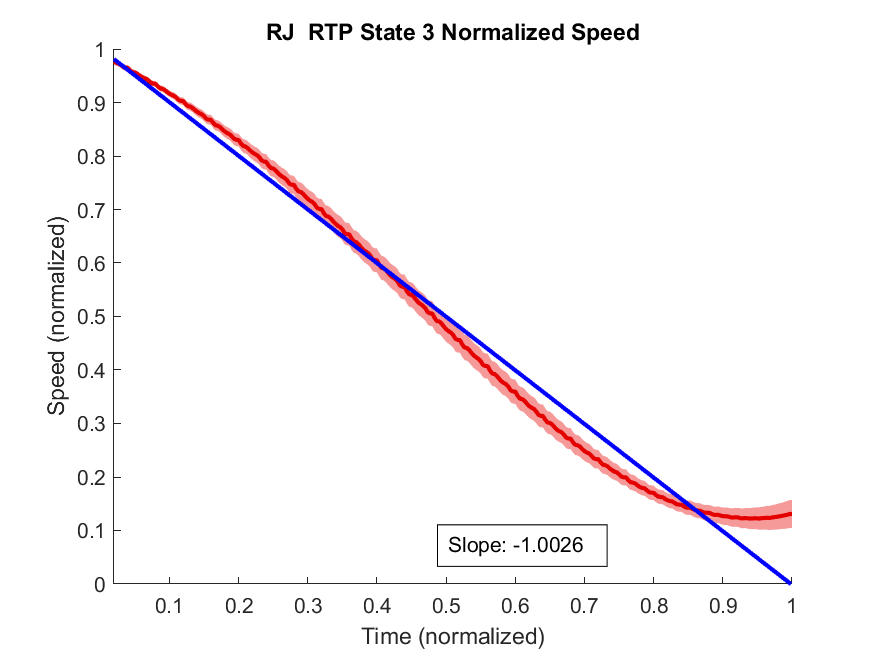 RJ  RTP State 3 Normalized Speed
1
0.9
0.8
0.7
0.6
0.5
0.4
0.3
0.2
0.1
0
Speed (normalized)
Slope: -1.0026
0.1 0.2 0.3 0.4 0.5 0.6 0.7 0.8 0.9 1
Time (normalized)